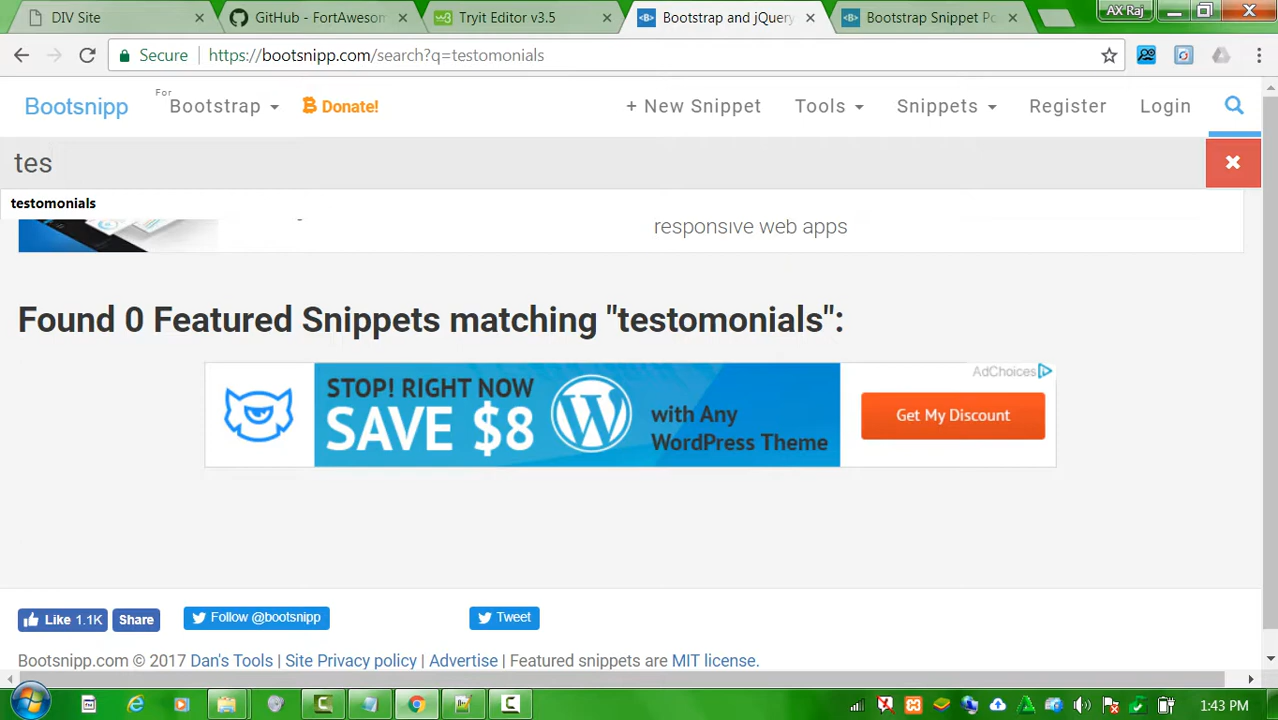 DIV Site
GitHub - FortAwesom
Tryit Editor v3.5
Bootstrap and jQuery
Bootstrap Snippet Po
AX Raj
Secure https://bootsnipp.com/search?q=testomonials
Bootsnipp
For
Bootstrap
Donate!
+ New Snippet
Tools
Snippets
Register
Login
tes
testomonials
responsive web apps
Found 0 Featured Snippets matching "testomonials":
STOP! RIGHT NOW
SAVE $8
with Any
WordPress Theme
AdChoices
Get My Discount
Like 1.1K
Share
Follow @bootsnipp
Tweet
Bootsnipp.com © 2017 Dan's Tools | Site Privacy policy | Advertise | Featured snippets are MIT license.
1:43 PM